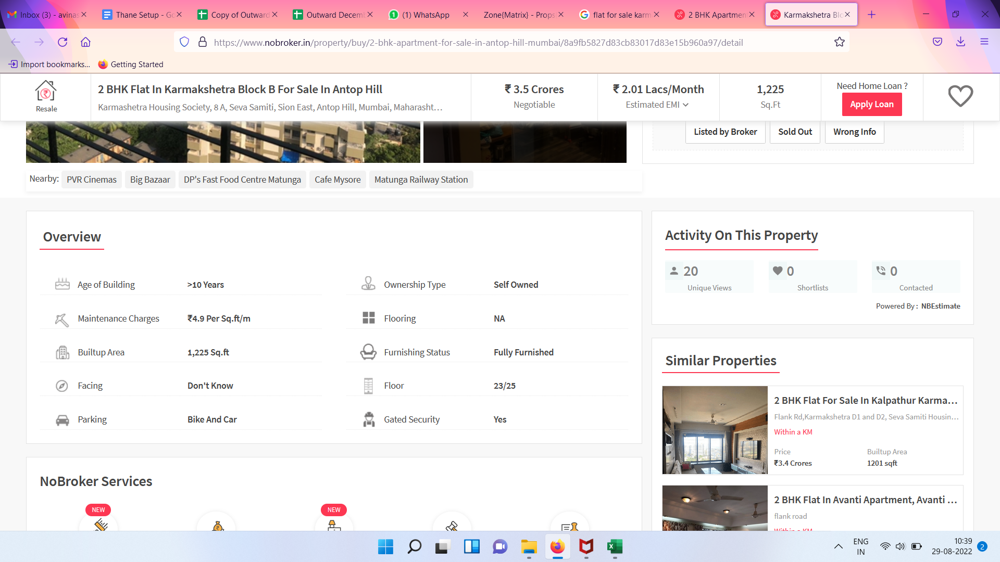 Inbox (3) - avinas
Thane Setup - Go
Copy of Outward
Outward Decemb
(1) WhatsApp
Zone{Matrix} - Props
flat for sale karm
2 BHK Apartmen
Karmakshetra Blo
https://www.nobroker.in/property/buy/2-bhk-apartment-for-sale-in-antop-hill-mumbai/8a9fb5827d83cb83017d83e15b960a97/detail
Import bookmarks...
Getting Started
Resale
2 BHK Flat In Karmakshetra Block B For Sale In Antop Hill
Karmashetra Housing Society, 8 A, Seva Samiti, Sion East, Antop Hill, Mumbai, Maharasht...
₹ 3.5 Crores
Negotiable
₹ 2.01 Lacs/Month
Estimated EMI
1,225
Sq.Ft
Need Home Loan ?
Apply Loan
Listed by Broker
Sold Out
Wrong Info
Nearby:
PVR Cinemas
Big Bazaar
DP's Fast Food Centre Matunga
Cafe Mysore
Matunga Railway Station
Overview
Age of Building
>10 Years
Ownership Type
Self Owned
Maintenance Charges
₹4.9 Per Sq.ft/m
Flooring
NA
Builtup Area
1,225 Sq.ft
Furnishing Status
Fully Furnished
Facing
Don't Know
Floor
23/25
Parking
Bike And Car
Gated Security
Yes
NoBroker Services
NEW
NEW
Activity On This Property
20
Unique Views
0
Shortlists
0
Contacted
Powered By : NBEstimate
Similar Properties
2 BHK Flat For Sale In Kalpathur Karma...
Flank Rd,Karmakshetra D1 and D2, Seva Samiti Housin...
Within a KM
Price
Builtup Area
₹3.4 Crores
1201 sqft
2 BHK Flat In Avanti Apartment, Avanti ...
flank road
Within a KM
ENG
IN
10:39
29-08-2022
2